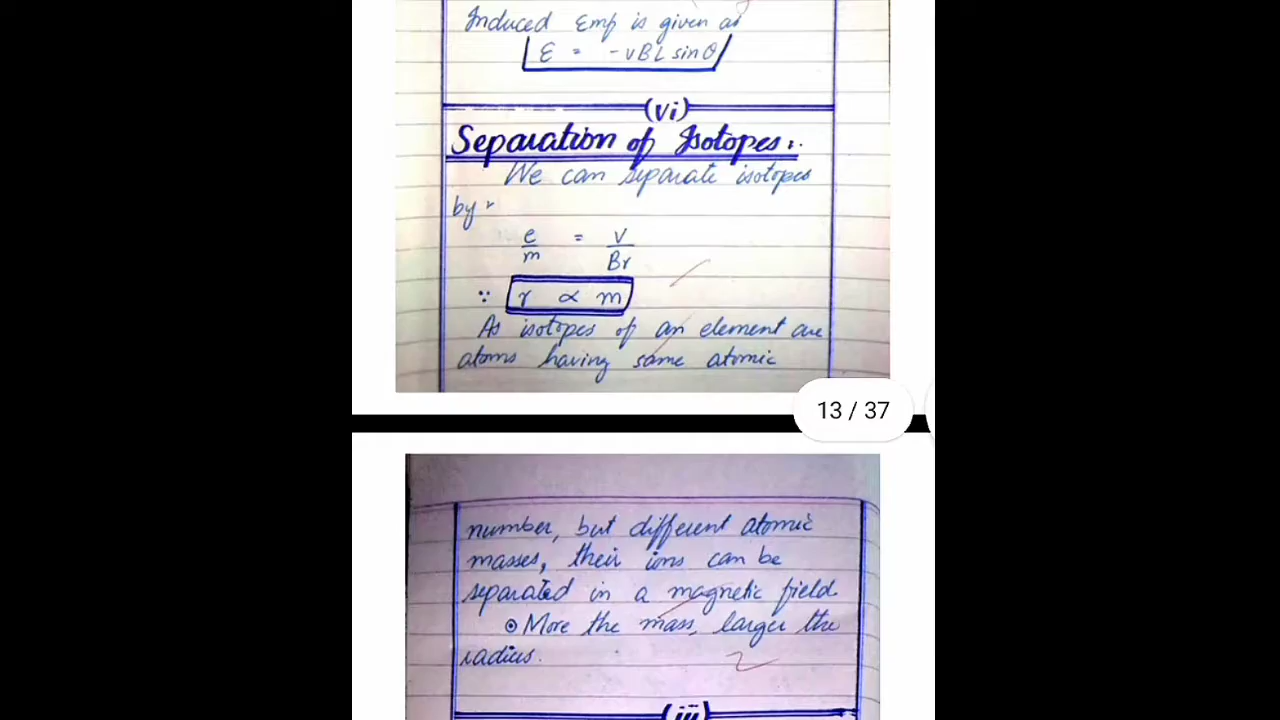 Induced Emf is given as
Ɛ = -vBL sinθ
(vi)
Separation of Isotopes:.
We can separate isotopes
by:
e/m = v/Br
∵ r ∝ m
As isotopes of an element are
atoms having same atomic
13 / 37
number, but different atomic
masses, their ions can be
separated in a magnetic field.
⊙ More the mass, larger the
radius.
2
(iii)